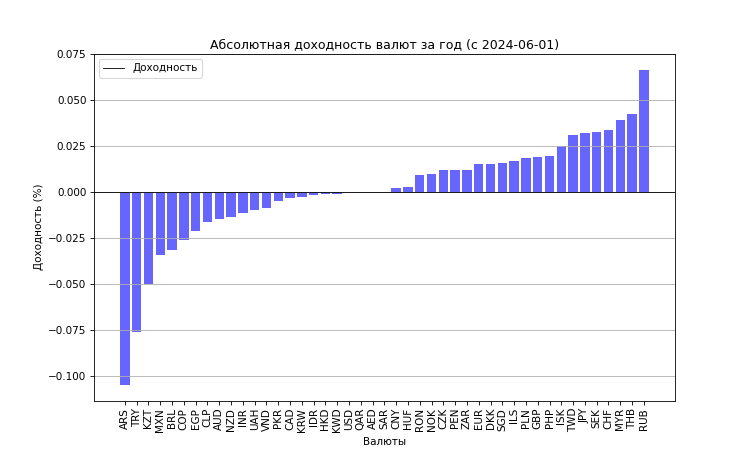 Абсолютная доходность валют за год (с 2024-06-01)
Доходность
0.075
0.050
0.025
0.000
−0.025
−0.050
−0.075
−0.100
Доходность (%)
ARS TRY KZT MXN BRL COP EGP CLP AUD NZD INR UAH VND PKR CAD KRW IDR HKD KWD USD QAR AED SAR CNY HUF RON NOK CZK PEN ZAR EUR DKK SGD ILS PLN GBP PHP ISK TWD JPY SEK CHF MYR THB RUB
Валюты